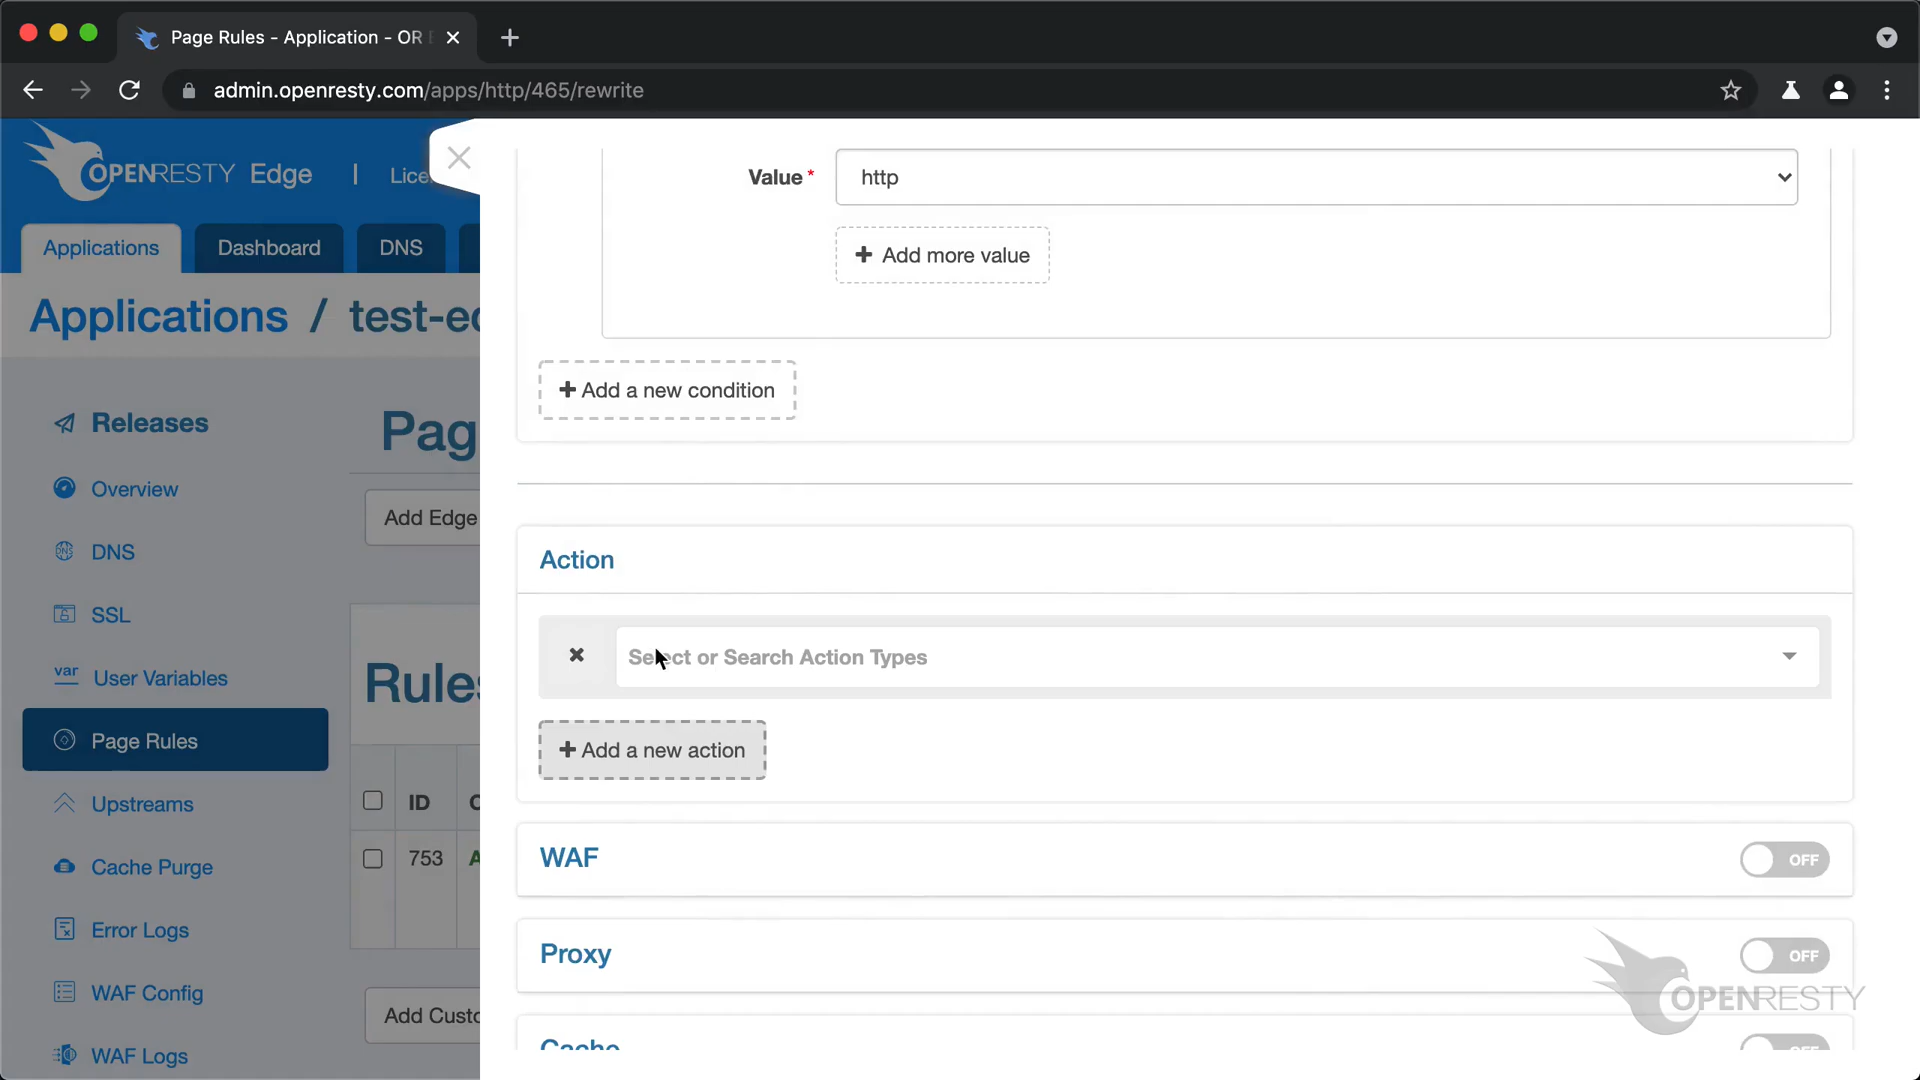 Page Rules - Application - OR
admin.openresty.com/apps/http/465/rewrite
OPENRESTY Edge | Lice
Applications
Dashboard
DNS
Applications / test-ed
Releases
Overview
DNS
SSL
var User Variables
Page Rules
Upstreams
Cache Purge
Error Logs
WAF Config
WAF Logs
Pag
Add Edge
Rules
ID
753
Add Custo
Value *
http
+ Add more value
+ Add a new condition
Action
Select or Search Action Types
+ Add a new action
WAF
OFF
Proxy
OFF
Cache
OFF
OPENRESTY